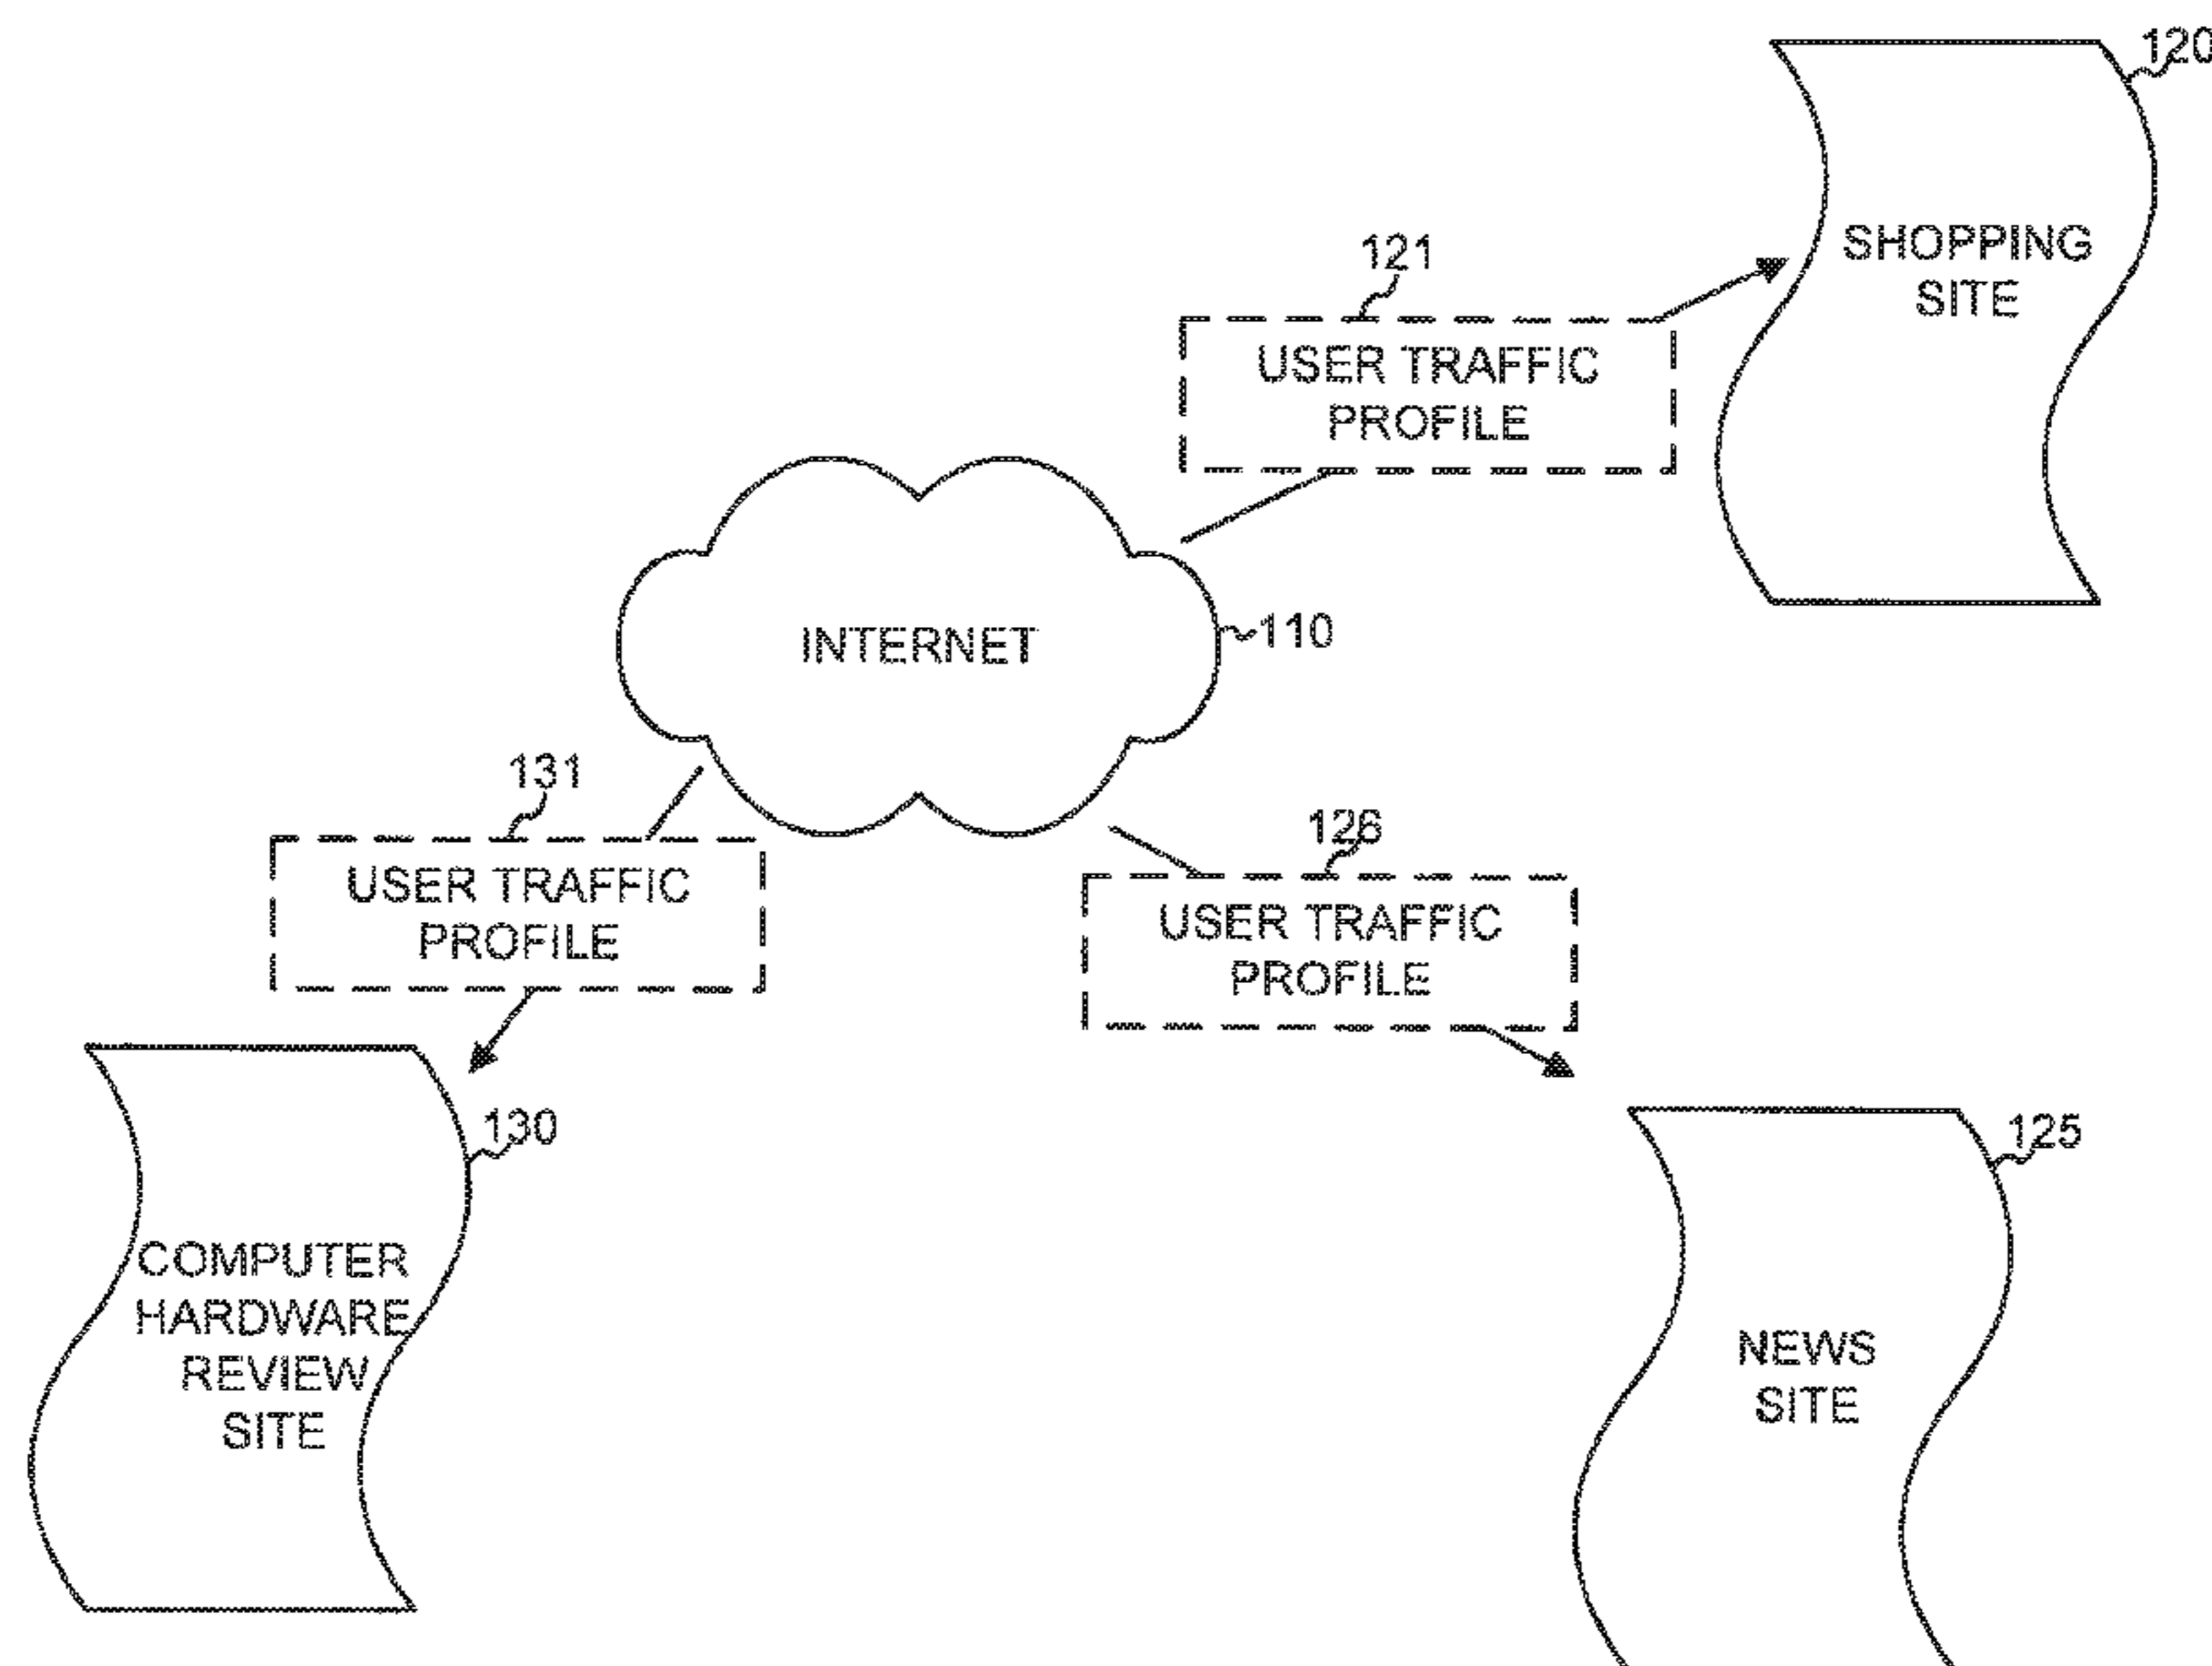 120
SHOPPING
SITE
121
USER TRAFFIC
PROFILE
INTERNET
110
131
USER TRAFFIC
PROFILE
126
USER TRAFFIC
PROFILE
130
COMPUTER
HARDWARE
REVIEW
SITE
125
NEWS
SITE